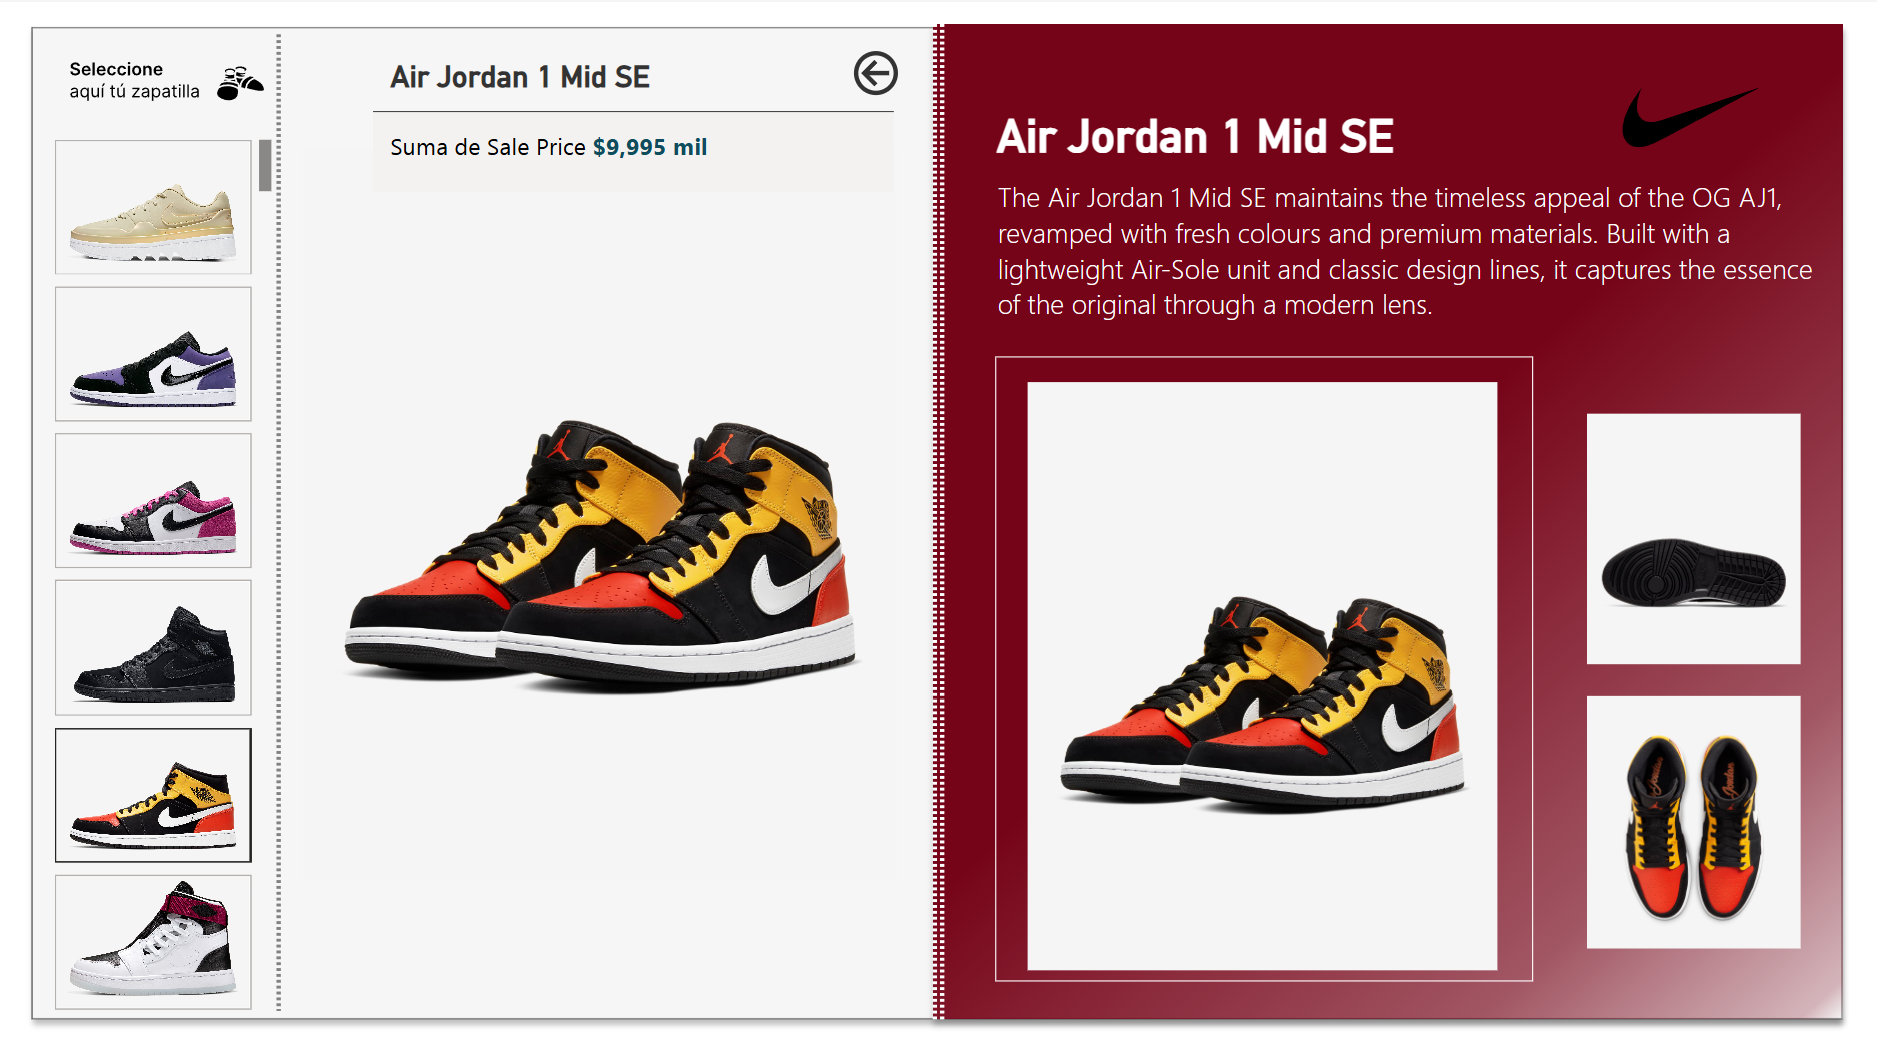 Seleccione
aquí tú zapatilla
Air Jordan 1 Mid SE
Suma de Sale Price $9,995 mil
Air Jordan 1 Mid SE
The Air Jordan 1 Mid SE maintains the timeless appeal of the OG AJ1,
revamped with fresh colours and premium materials. Built with a
lightweight Air-Sole unit and classic design lines, it captures the essence
of the original through a modern lens.
Jordan
Jordan